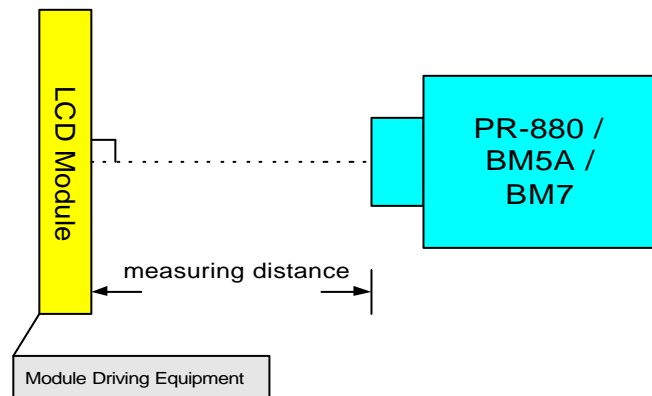 LCD Module
PR-880 /
BM5A /
BM7
measuring distance
Module Driving Equipment